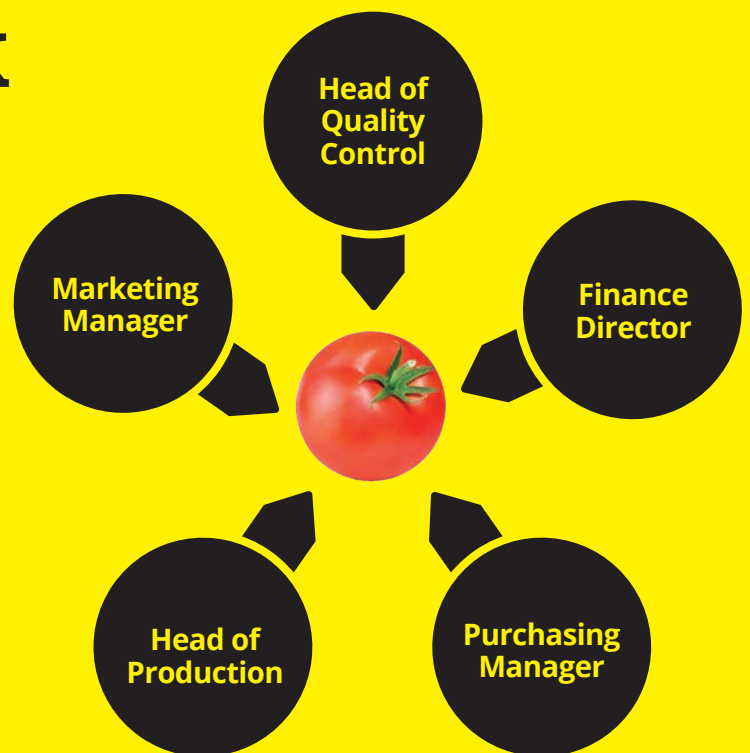 Head of
Quality
Control
Marketing
Manager
Finance
Director
Head of
Production
Purchasing
Manager